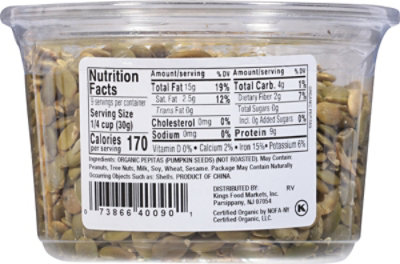 Nutrition
Facts
9 servings per container
Serving Size
1/4 cup (30g)
Calories 170
per serving
Amount/serving % DV
Total Fat 15g 19%
Sat. Fat 2.5g 12%
Trans Fat 0g
Cholesterol 0mg 0%
Sodium 0mg 0%
Amount/serving % DV
Total Carb. 4g 1%
Dietary Fiber 2g 7%
Total Sugars 0g
Incl. 0g Added Sugars 0%
Protein 9g
Vitamin D 0% • Calcium 2% • Iron 15% • Potassium 6%
Ingredients: ORGANIC PEPITAS (PUMPKIN SEEDS) (NOT ROASTED). May Contain
Peanuts, Tree Nuts, Milk, Soy, Wheat, Sesame. Package May Contain Naturally
Occurring Objects Such as: Shells. PRODUCT OF CHINA.
0 73866 40090 1
DISTRIBUTED BY: RV
Kings Food Markets, Inc.
Parsippany, NJ 07054
Certified Organic by NOFA-NY
Certified Organic, LLC.
K